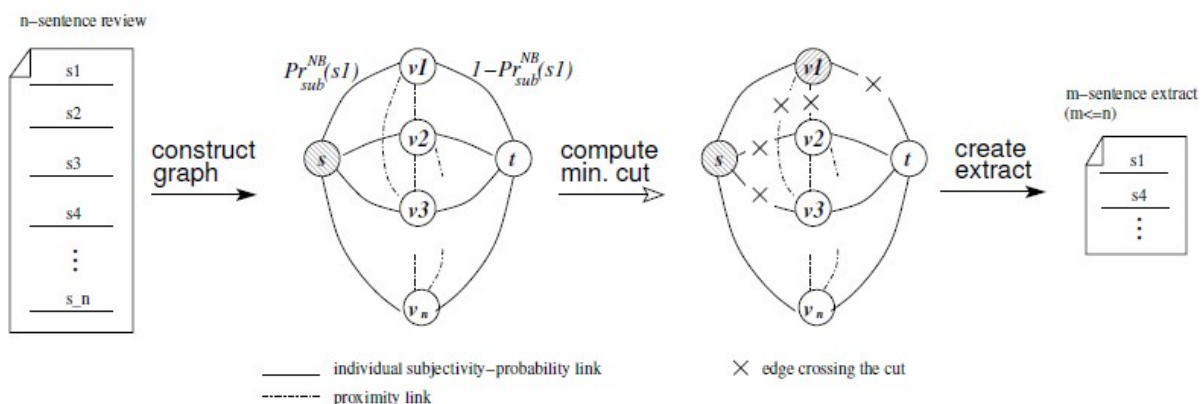 n-sentence review
s1
s2
s3
s4
s_n
construct
graph
Pr^NB_sub(s1)
1-Pr^NB_sub(s1)
v1
s
v2
t
v3
v_n
compute
min. cut
v1
s
v2
t
v3
v_n
create
extract
m-sentence extract
(m<=n)
s1
s4
individual subjectivity-probability link
proximity link
edge crossing the cut